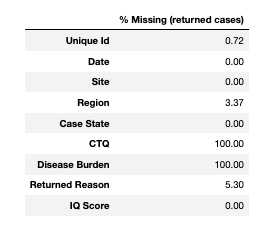 % Missing (returned cases)
Unique Id 0.72
Date 0.00
Site 0.00
Region 3.37
Case State 0.00
CTQ 100.00
Disease Burden 100.00
Returned Reason 5.30
IQ Score 0.00